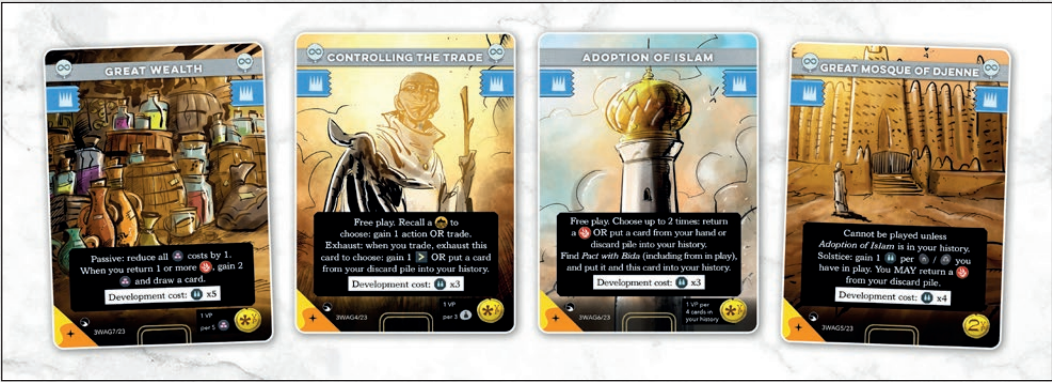 GREAT WEALTH
Passive: reduce all costs by 1.
When you return 1 or more , gain 2
and draw a card.
Development cost: x5
3WAG7/23
1 VP
per 5
*
CONTROLLING THE TRADE
Free play. Recall a to
choose: gain 1 action OR trade.
Exhaust: when you trade, exhaust this
card to choose: gain 1 OR put a card
from your discard pile into your history.
Development cost: x3
3WAG4/23
1 VP
per 3
*
ADOPTION OF ISLAM
Free play. Choose up to 2 times: return
a OR put a card from your hand or
discard pile into your history.
Find Pact with Bida (including from in play),
and put it and this card into your history.
Development cost: x3
3WAG6/23
1 VP per
4 cards in
your history
*
GREAT MOSQUE OF DJENNE
Cannot be played unless
Adoption of Islam is in your history.
Solstice: gain 1 per / you
have in play. You MAY return a
from your discard pile.
Development cost: x4
3WAG5/23
2